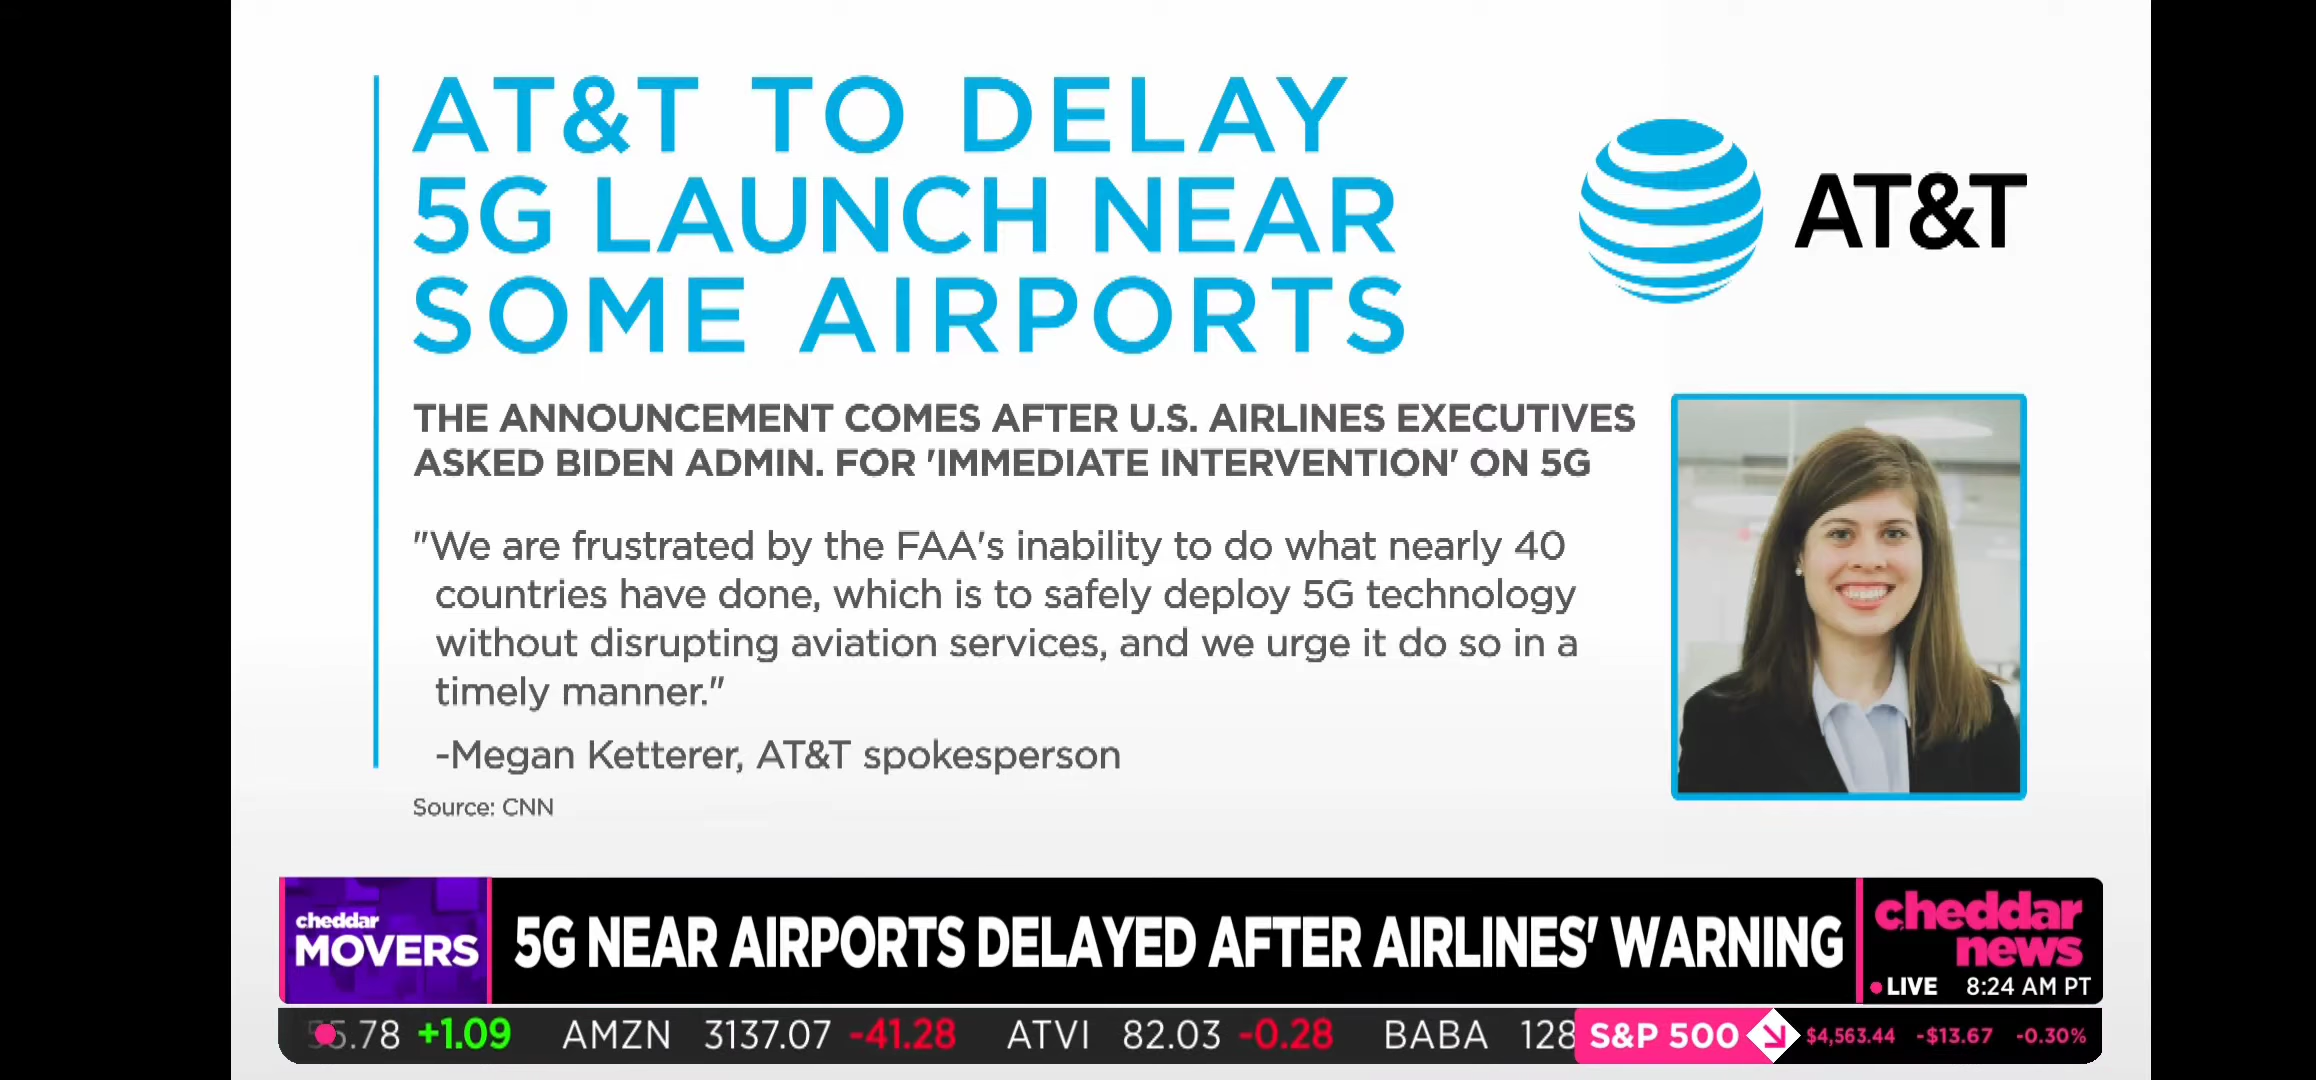 AT&T TO DELAY
5G LAUNCH NEAR
SOME AIRPORTS
AT&T
THE ANNOUNCEMENT COMES AFTER U.S. AIRLINES EXECUTIVES
ASKED BIDEN ADMIN. FOR 'IMMEDIATE INTERVENTION' ON 5G
"We are frustrated by the FAA's inability to do what nearly 40
countries have done, which is to safely deploy 5G technology
without disrupting aviation services, and we urge it do so in a
timely manner."
-Megan Ketterer, AT&T spokesperson
Source: CNN
cheddar
MOVERS
5G NEAR AIRPORTS DELAYED AFTER AIRLINES' WARNING
cheddar
news
LIVE 8:24 AM PT
5.78 +1.09 AMZN 3137.07 -41.28 ATVI 82.03 -0.28 BABA 128 S&P 500 $4,563.44 -$13.67 -0.30%